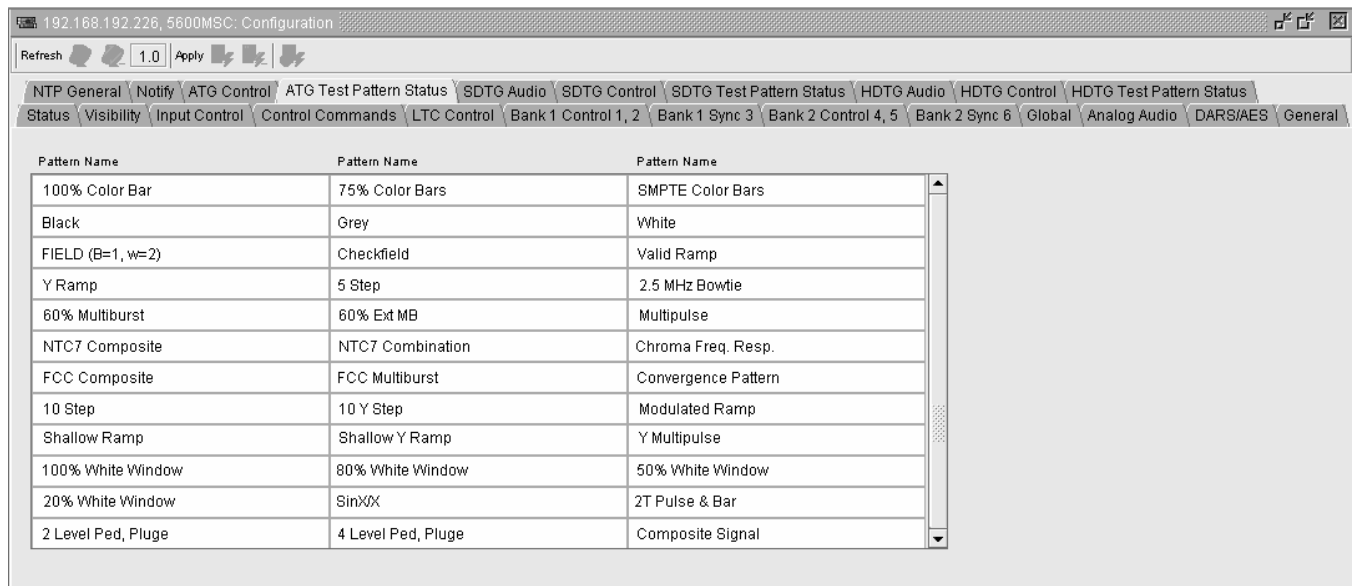 192.168.192.226, 5600MSC: Configuration
Refresh 1.0 Apply
NTP General Notify ATG Control ATG Test Pattern Status SDTG Audio SDTG Control SDTG Test Pattern Status HDTG Audio HDTG Control HDTG Test Pattern Status
Status Visibility Input Control Control Commands LTC Control Bank 1 Control 1, 2 Bank 1 Sync 3 Bank 2 Control 4, 5 Bank 2 Sync 6 Global Analog Audio DARS/AES General
Pattern Name Pattern Name Pattern Name
100% Color Bar 75% Color Bars SMPTE Color Bars
Black Grey White
FIELD (B=1, w=2) Checkfield Valid Ramp
Y Ramp 5 Step 2.5 MHz Bowtie
60% Multiburst 60% Ext MB Multipulse
NTC7 Composite NTC7 Combination Chroma Freq. Resp.
FCC Composite FCC Multiburst Convergence Pattern
10 Step 10 Y Step Modulated Ramp
Shallow Ramp Shallow Y Ramp Y Multipulse
100% White Window 80% White Window 50% White Window
20% White Window SinX/X 2T Pulse & Bar
2 Level Ped, Pluge 4 Level Ped, Pluge Composite Signal